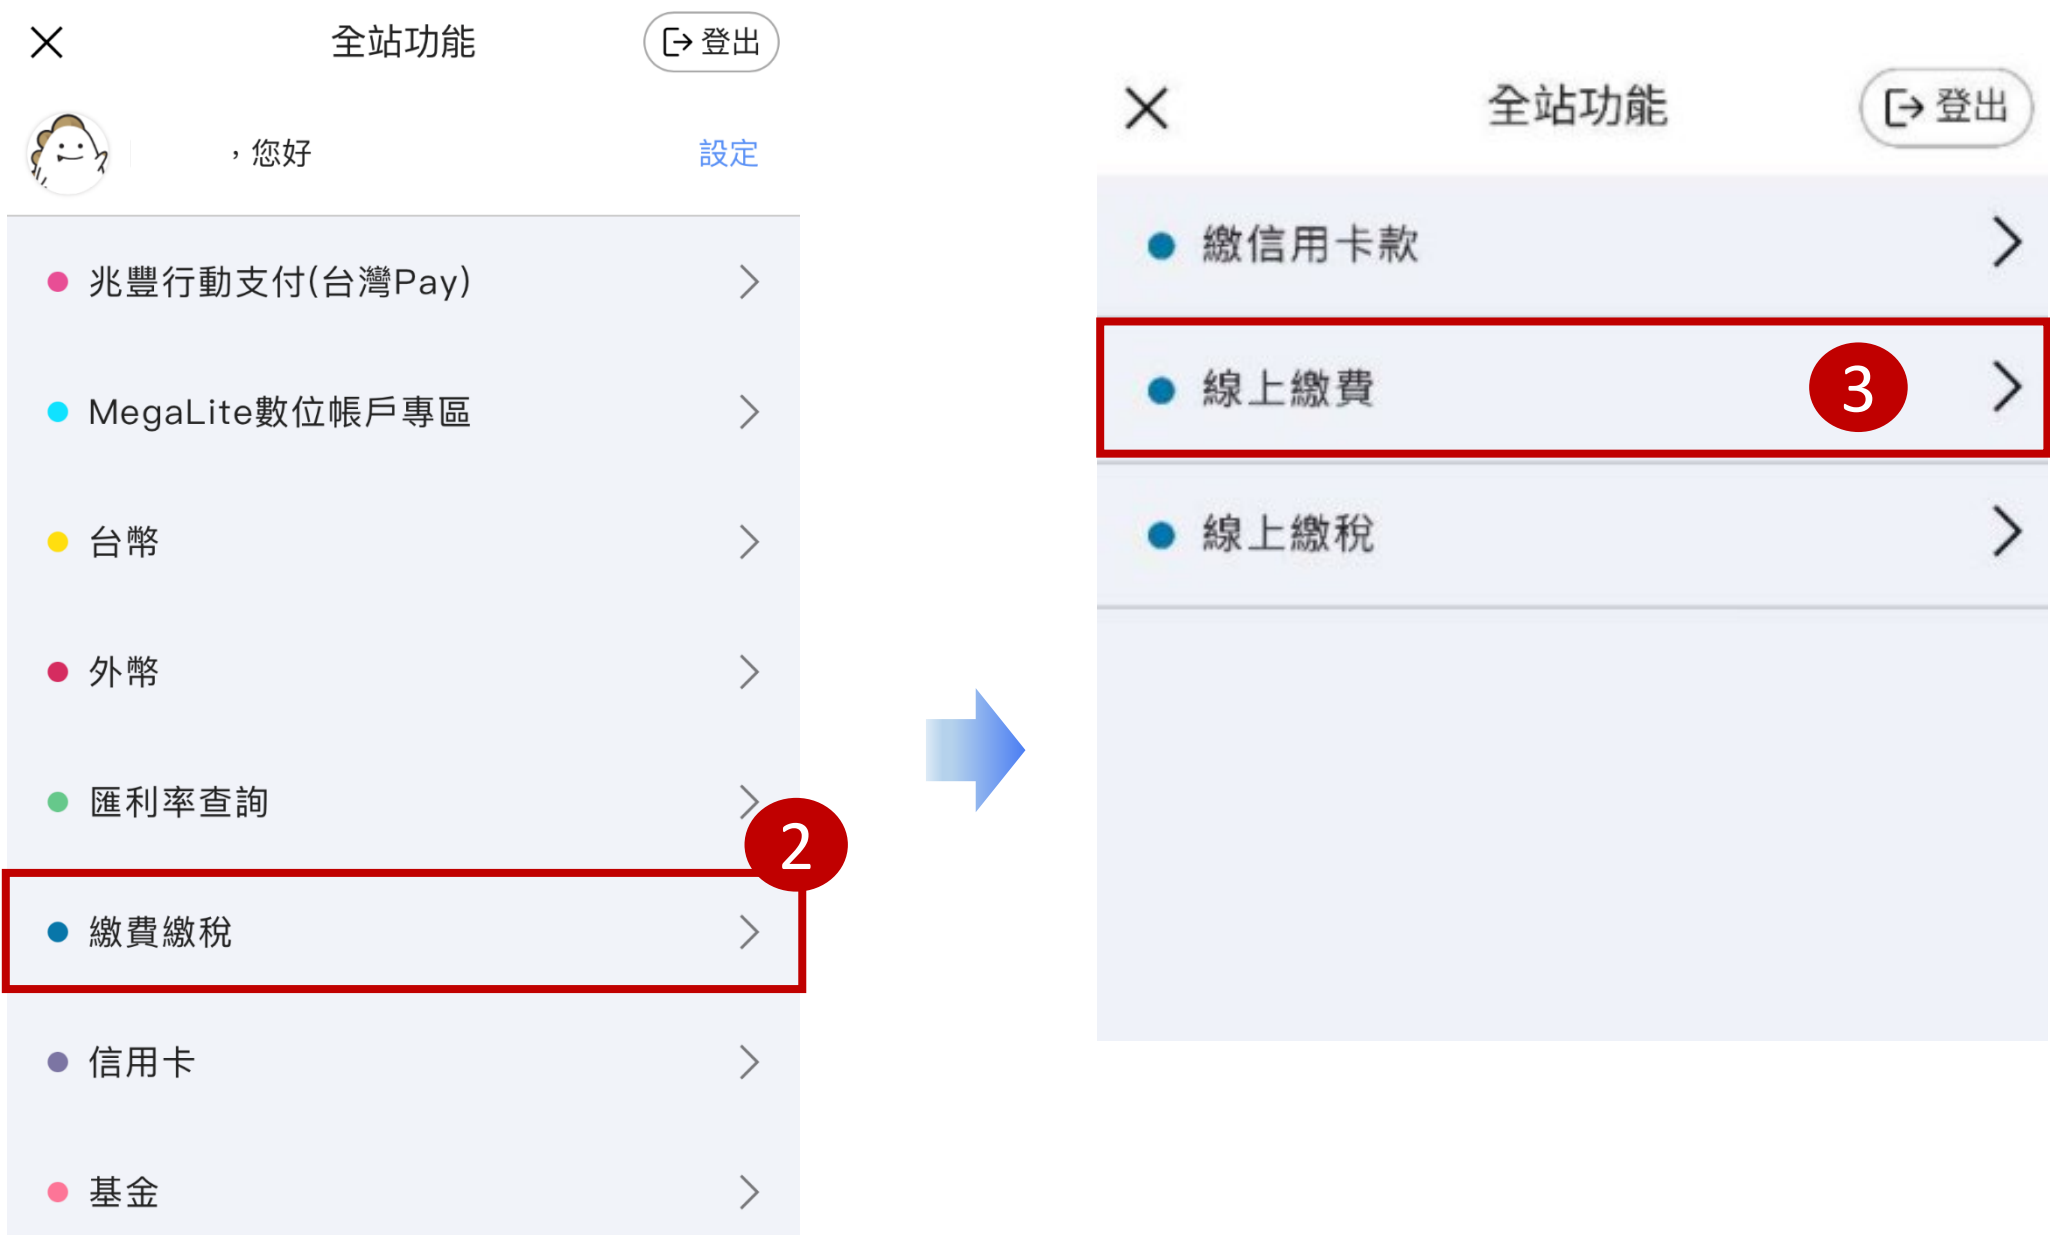 全站功能
登出
，您好
設定
兆豐行動支付(台灣Pay)
MegaLite數位帳戶專區
台幣
外幣
匯利率查詢
2
繳費繳稅
信用卡
基金
全站功能
登出
繳信用卡款
線上繳費
3
線上繳稅